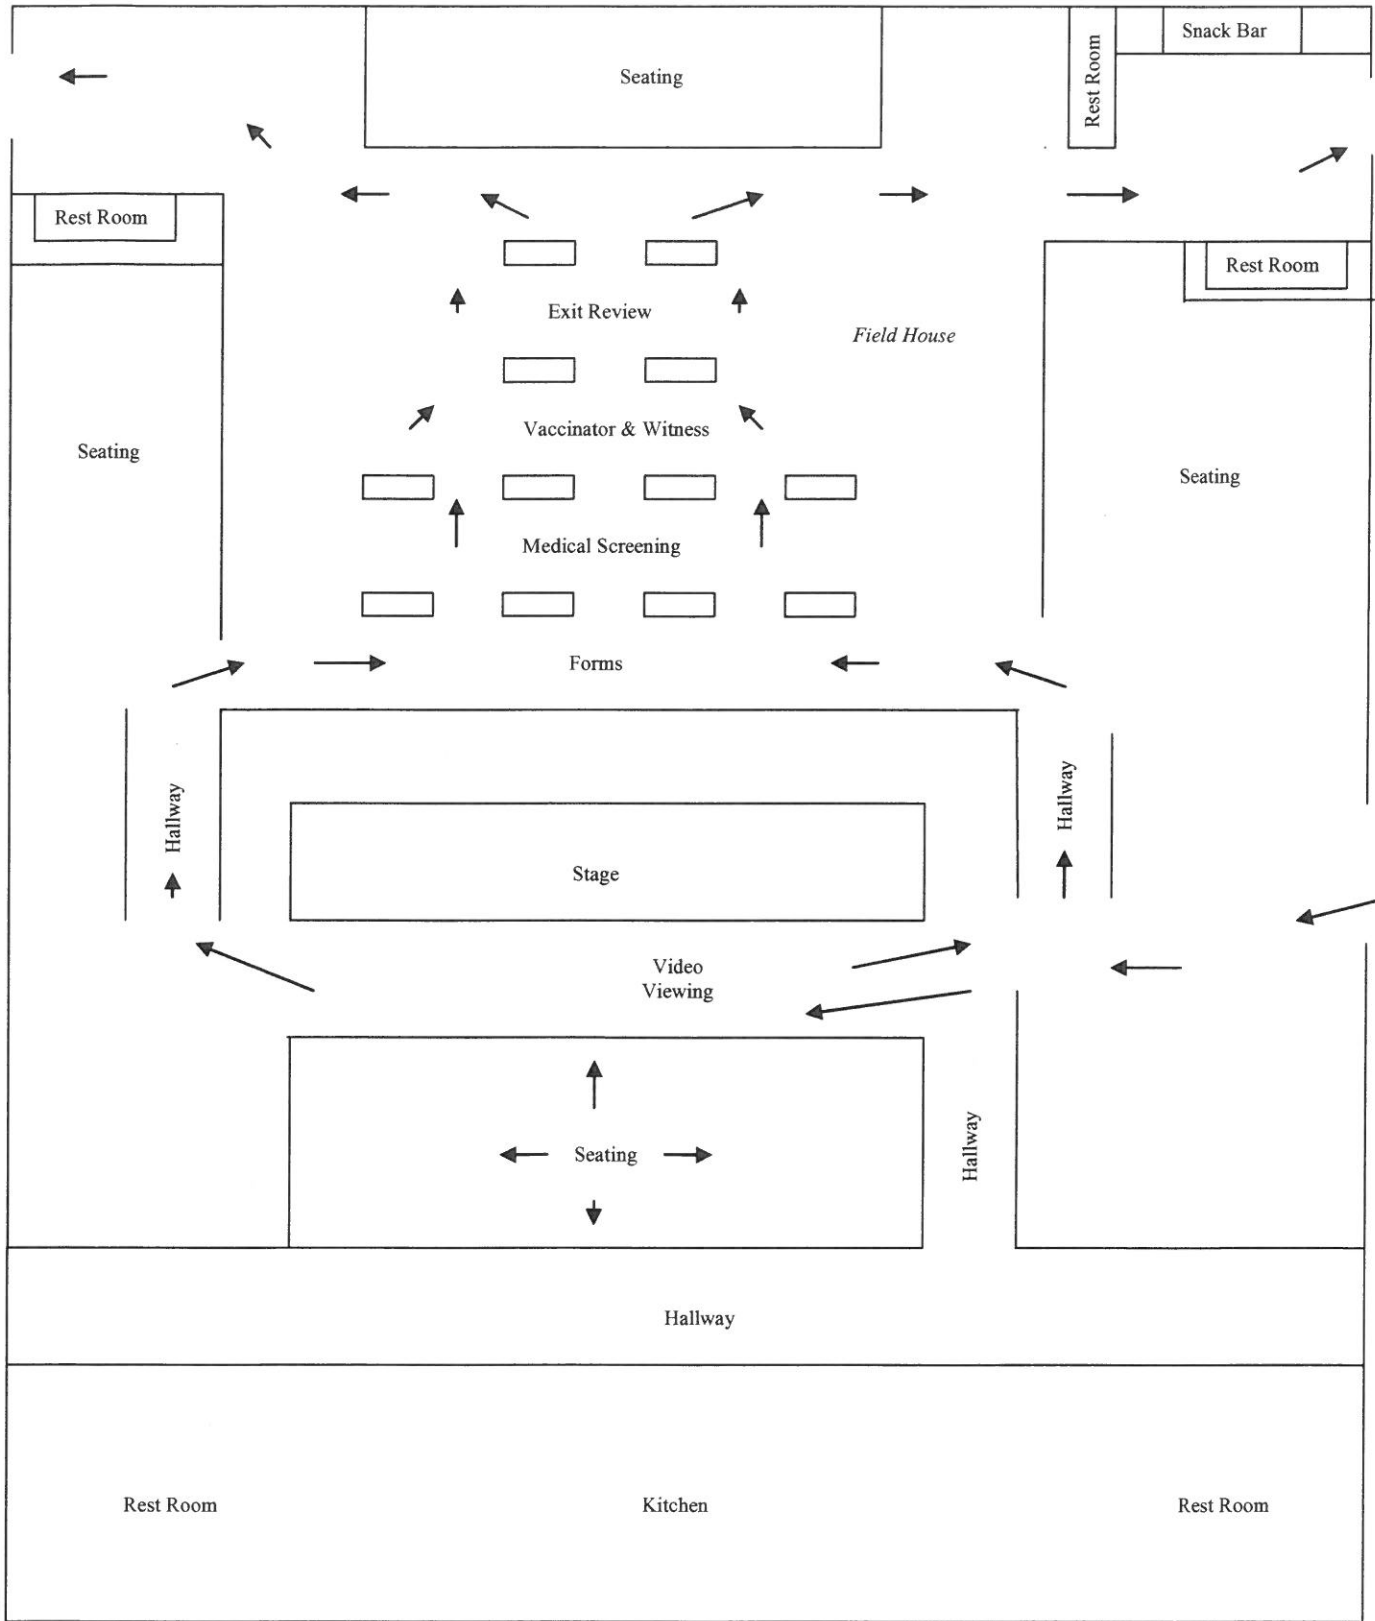 Snack Bar
Seating
Rest Room
Rest Room
Rest Room
Exit Review
Field House
Vaccinator & Witness
Seating
Seating
Medical Screening
Forms
Hallway
Hallway
Stage
Video
Viewing
Seating
Hallway
Hallway
Rest Room
Kitchen
Rest Room